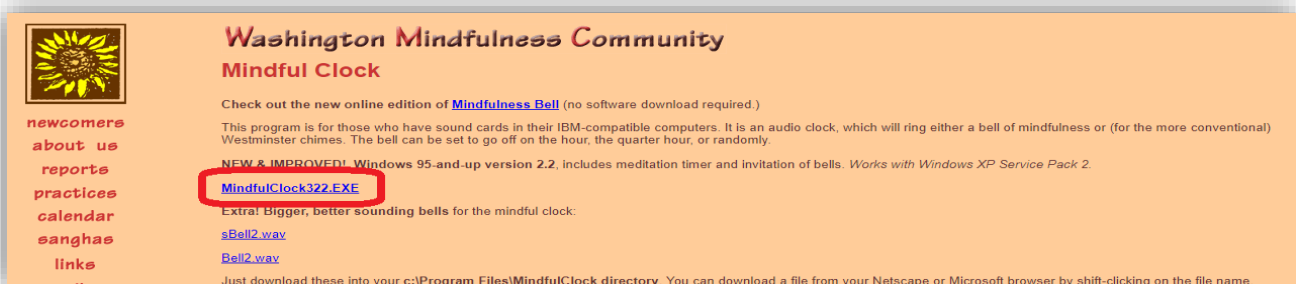 Washington Mindfulness Community
Mindful Clock
Check out the new online edition of Mindfulness Bell (no software download required.)
newcomers
about us
reports
practices
calendar
sanghas
links
This program is for those who have sound cards in their IBM-compatible computers. It is an audio clock, which will ring either a bell of mindfulness or (for the more conventional)
Westminster chimes. The bell can be set to go off on the hour, the quarter hour, or randomly.
NEW & IMPROVED! Windows 95-and-up version 2.2, includes meditation timer and invitation of bells. Works with Windows XP Service Pack 2.
MindfulClock322.EXE
Extra! Bigger, better sounding bells for the mindful clock:
sBell2.wav
Bell2.wav
Just download these into your c:\Program Files\MindfulClock directory. You can download a file from your Netscape or Microsoft browser by shift-clicking on the file name.